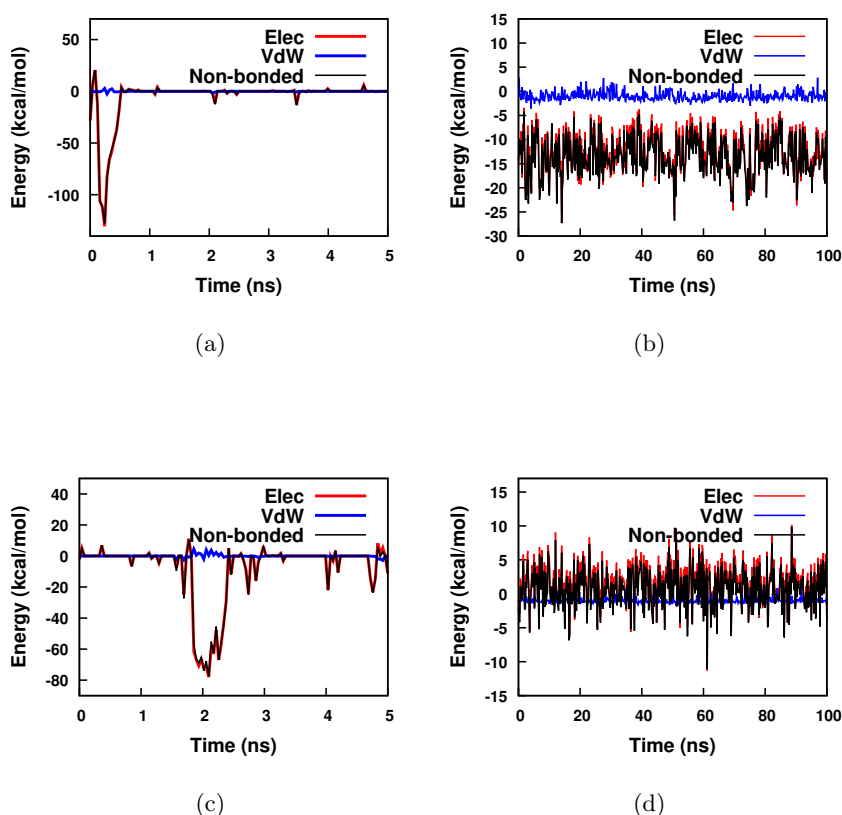 Energy (kcal/mol)
50
0
-50
-100
0 1 2 3 4 5
Time (ns)
Elec
VdW
Non-bonded
(a)
Energy (kcal/mol)
15
10
5
0
-5
-10
-15
-20
-25
-30
0 20 40 60 80 100
Time (ns)
Elec
VdW
Non-bonded
(b)
Energy (kcal/mol)
40
20
0
-20
-40
-60
-80
0 1 2 3 4 5
Time (ns)
Elec
VdW
Non-bonded
(c)
Energy (kcal/mol)
15
10
5
0
-5
-10
-15
0 20 40 60 80 100
Time (ns)
Elec
VdW
Non-bonded
(d)